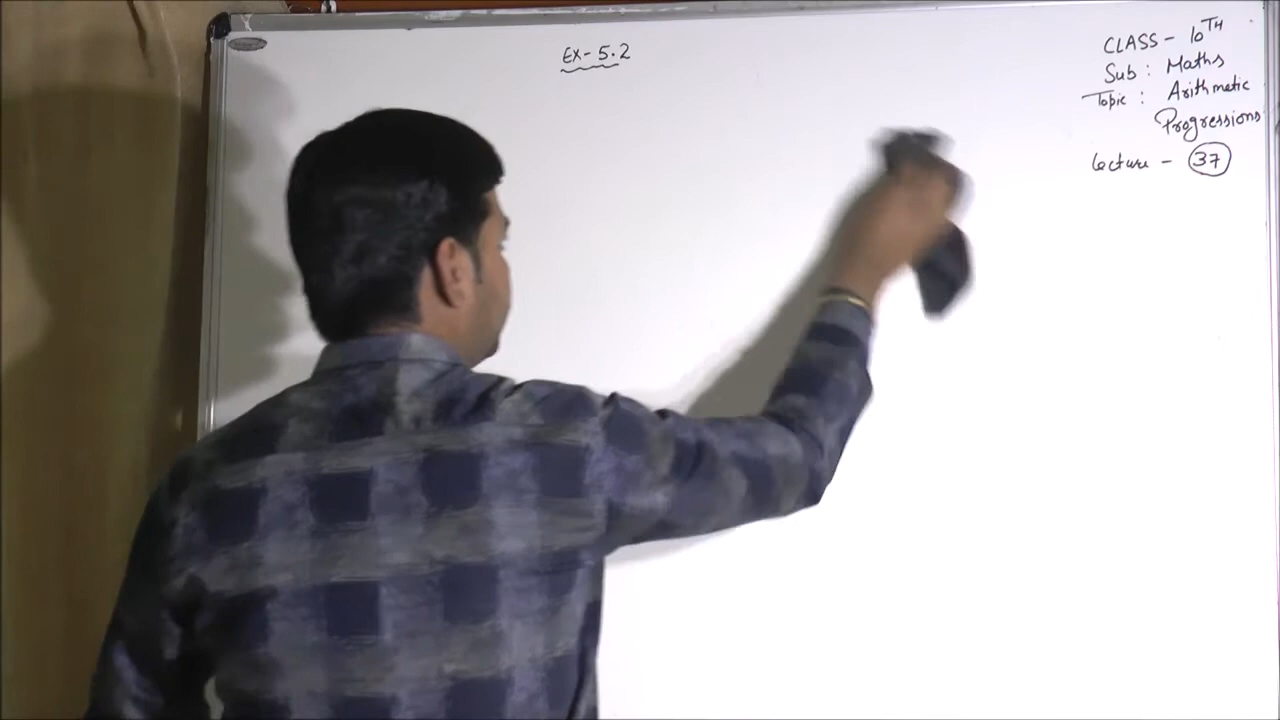 EX- 5.2
CLASS - 10TH
Sub : Maths
Topic : Arithmetic
Progressions
Lecture - 37